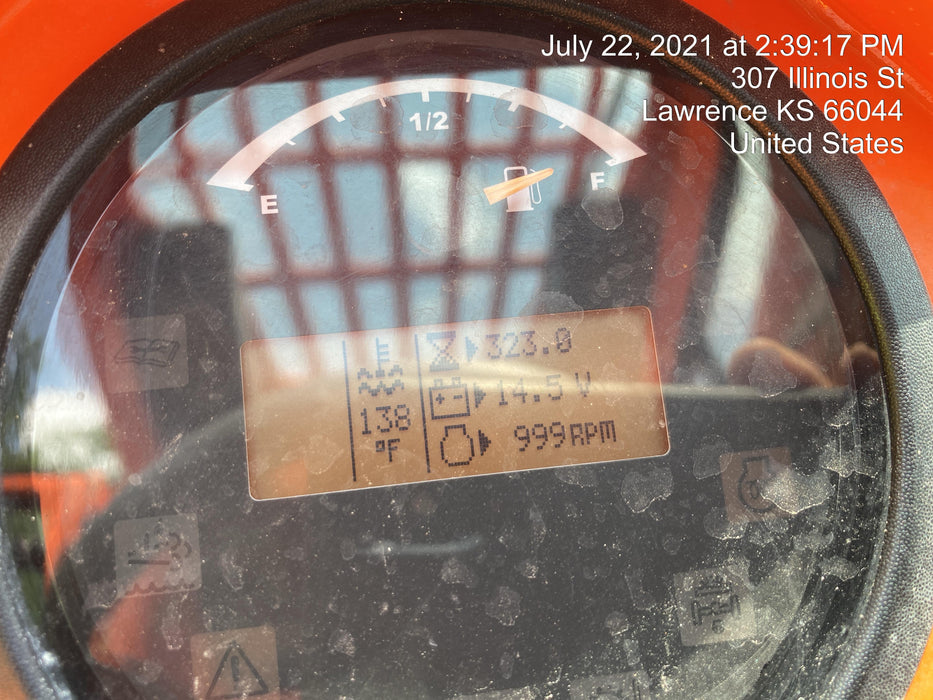 July 22, 2021 at 2:39:17 PM
307 Illinois St
Lawrence KS 66044
United States
1/2
E
F
323.0
14.5 V
138
°F
999RPM